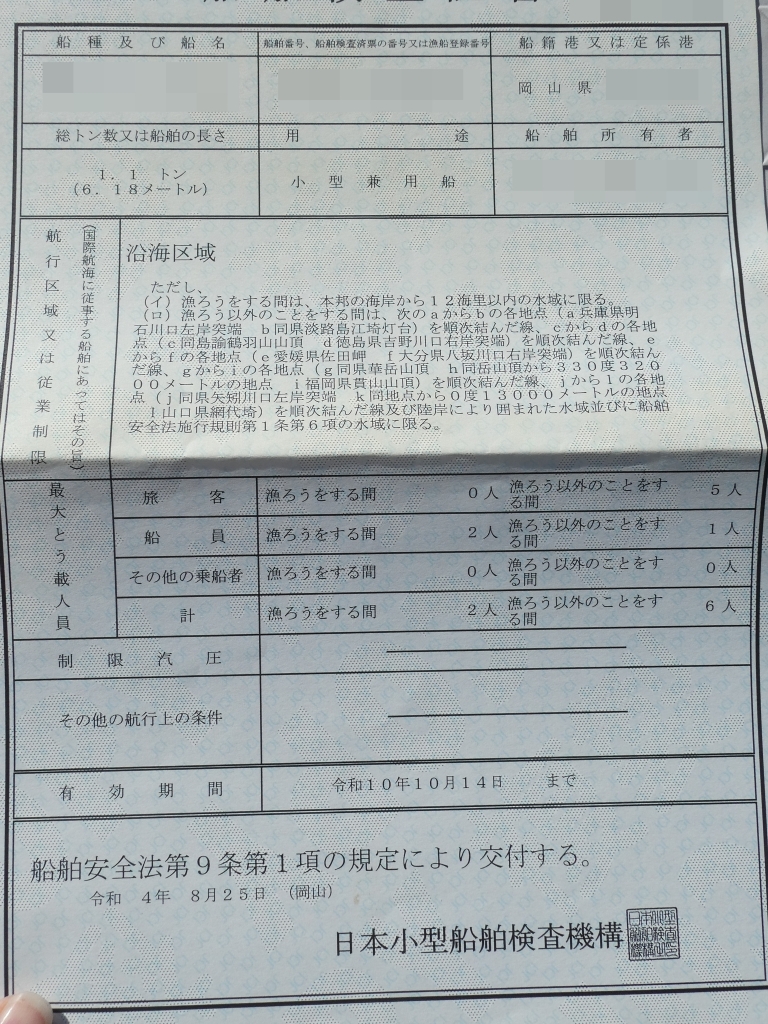 船種及び船名
船舶番号、船舶検査済票の番号又は漁船登録番号
船籍港又は定係港
岡山県
総トン数又は船舶の長さ
用途
船舶所有者
1.1 トン
(6.18メートル)
小型兼用船
航行区域又は従業制限
(国際航海に従事する船舶にあってはその旨)
沿海区域
ただし、
(イ)漁ろうをする間は、本邦の海岸から12海里以内の水域に限る。
(ロ)漁ろう以外のことをする間は、次のaからbの各地点(a兵庫県明
石川口左岸突端 b同県淡路島江埼灯台)を順次結んだ線、cからdの各地
点(c同島諭鶴羽山山頂 d徳島県吉野川口右岸突端)を順次結んだ線、e
からfの各地点(e愛媛県佐田岬 f大分県八坂川口右岸突端)を順次結ん
だ線、gからiの各地点(g同県華岳山頂 h同岳山頂から330度320
00メートルの地点 i福岡県貫山山頂)を順次結んだ線、jからlの各地
点(j同県矢矧川口左岸突端 k同地点から0度13000メートルの地点
l山口県網代埼)を順次結んだ線及び陸岸により囲まれた水域並びに船舶
安全法施行規則第1条第6項の水域に限る。
最大とう載人員
旅客
漁ろうをする間 0人 漁ろう以外のことをす
る間 5人
船員
漁ろうをする間 2人 漁ろう以外のことをす
る間 1人
その他の乗船者
漁ろうをする間 0人 漁ろう以外のことをす
る間 0人
計
漁ろうをする間 2人 漁ろう以外のことをす
る間 6人
制限汽圧
その他の航行上の条件
有効期間
令和10年10月14日 まで
船舶安全法第9条第1項の規定により交付する。
令和 4年 8月25日 (岡山)
日本小型船舶検査機構